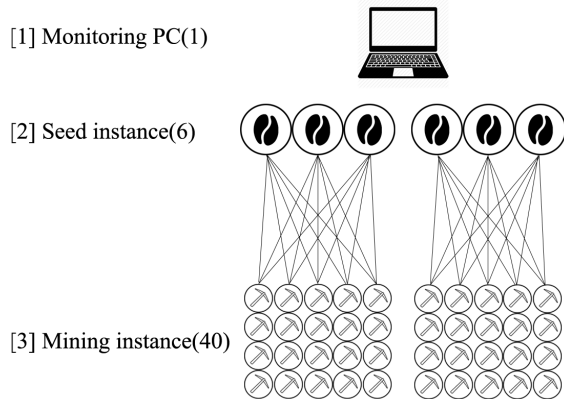 [1] Monitoring PC(1)
[2] Seed instance(6)
[3] Mining instance(40)